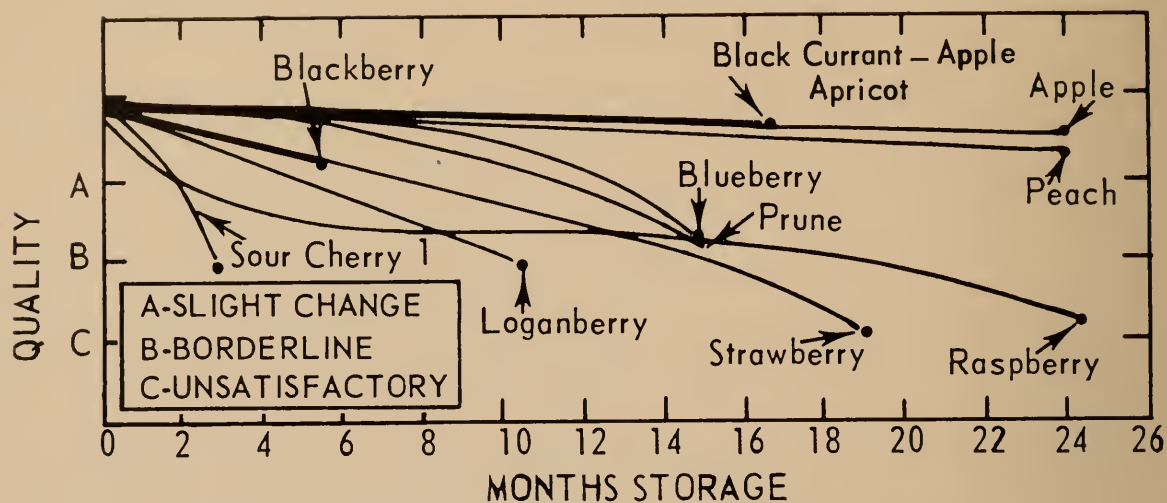 Blackberry
Black Currant – Apple
Apricot
Apple
Peach
Blueberry
Prune
Sour Cherry 1
Loganberry
Strawberry
Raspberry
QUALITY
A
B
C
A-SLIGHT CHANGE
B-BORDERLINE
C-UNSATISFACTORY
0 2 4 6 8 10 12 14 16 18 20 22 24 26
MONTHS STORAGE